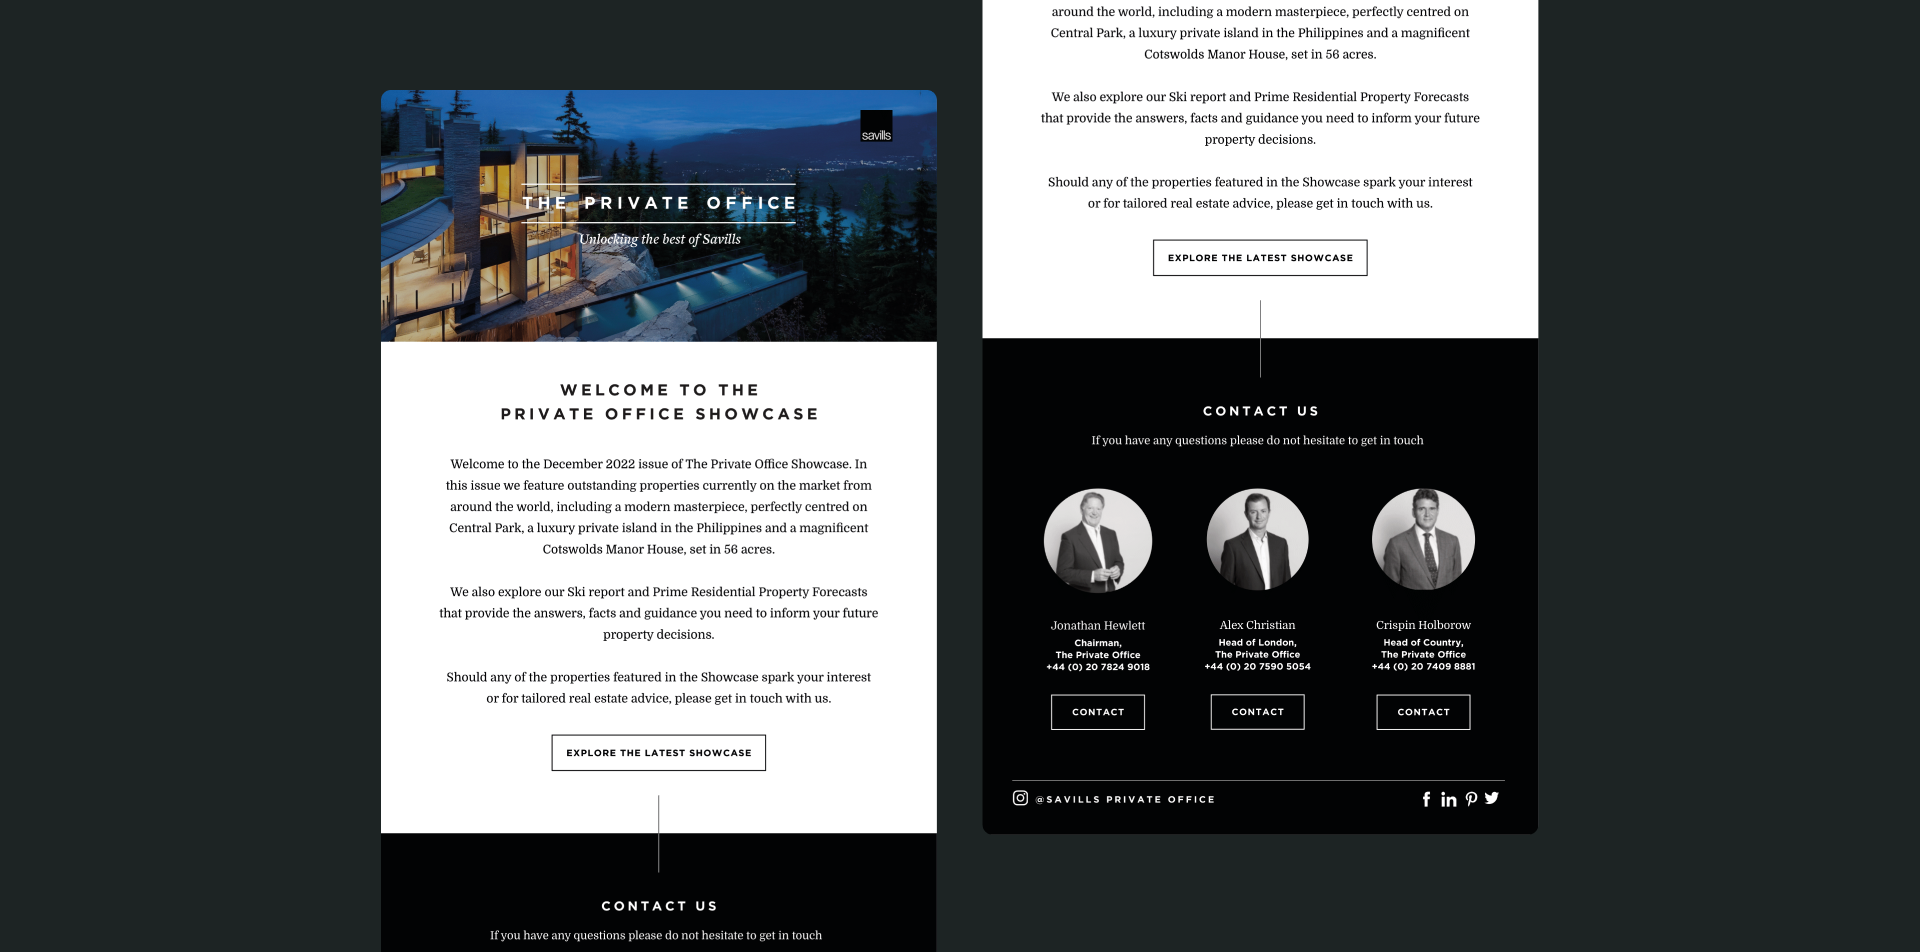 savills
THE PRIVATE OFFICE
Unlocking the best of Savills
WELCOME TO THE
PRIVATE OFFICE SHOWCASE
Welcome to the December 2022 issue of The Private Office Showcase. In
this issue we feature outstanding properties currently on the market from
around the world, including a modern masterpiece, perfectly centred on
Central Park, a luxury private island in the Philippines and a magnificent
Cotswolds Manor House, set in 56 acres.
We also explore our Ski report and Prime Residential Property Forecasts
that provide the answers, facts and guidance you need to inform your future
property decisions.
Should any of the properties featured in the Showcase spark your interest
or for tailored real estate advice, please get in touch with us.
EXPLORE THE LATEST SHOWCASE
CONTACT US
If you have any questions please do not hesitate to get in touch
around the world, including a modern masterpiece, perfectly centred on
Central Park, a luxury private island in the Philippines and a magnificent
Cotswolds Manor House, set in 56 acres.
We also explore our Ski report and Prime Residential Property Forecasts
that provide the answers, facts and guidance you need to inform your future
property decisions.
Should any of the properties featured in the Showcase spark your interest
or for tailored real estate advice, please get in touch with us.
EXPLORE THE LATEST SHOWCASE
CONTACT US
If you have any questions please do not hesitate to get in touch
Jonathan Hewlett
Chairman,
The Private Office
+44 (0) 20 7824 9018
CONTACT
Alex Christian
Head of London,
The Private Office
+44 (0) 20 7590 5054
CONTACT
Crispin Holborow
Head of Country,
The Private Office
+44 (0) 20 7409 8881
CONTACT
@SAVILLS PRIVATE OFFICE